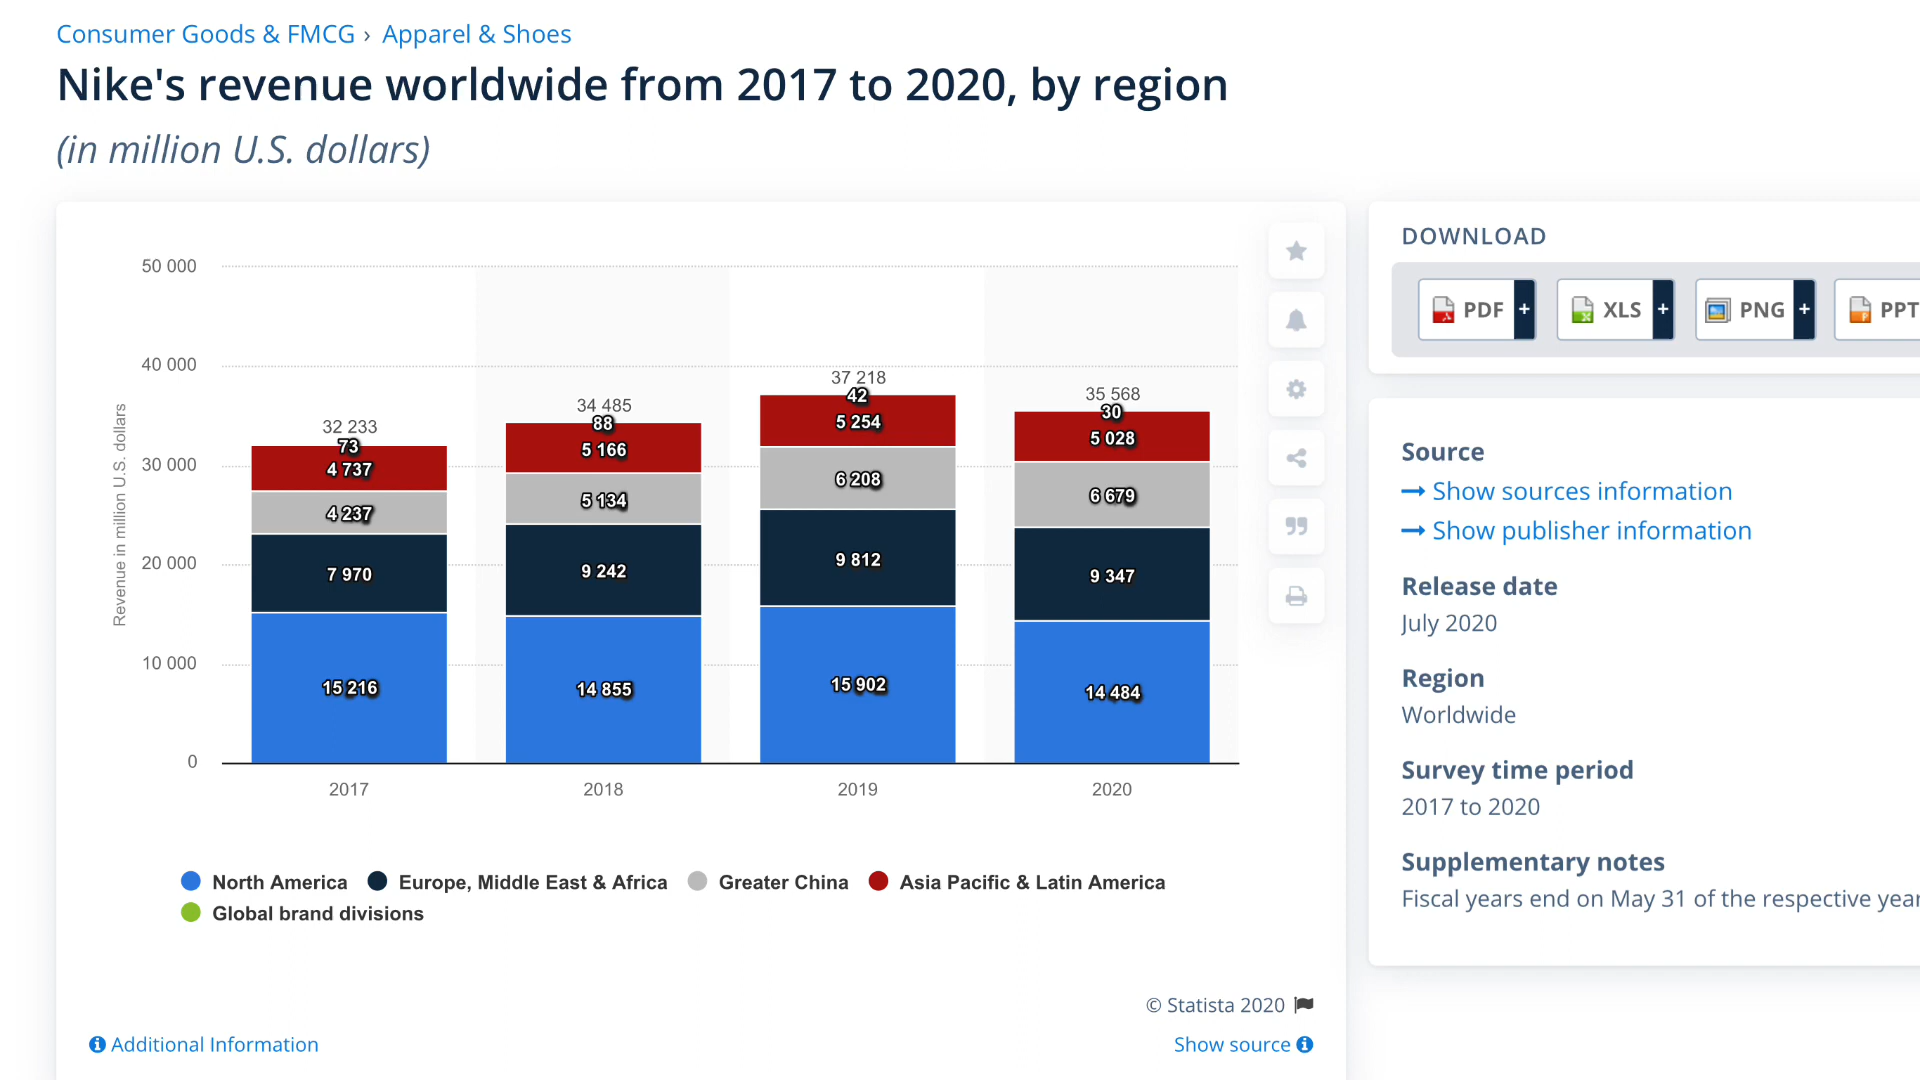 Consumer Goods & FMCG › Apparel & Shoes
Nike's revenue worldwide from 2017 to 2020, by region
(in million U.S. dollars)
50 000
40 000
30 000
20 000
10 000
0
Revenue in million U.S. dollars
32 233
73
4 737
4 237
7 970
15 216
34 485
88
5 166
5 134
9 242
14 855
37 218
42
5 254
6 208
9 812
15 902
35 568
30
5 028
6 679
9 347
14 484
2017 2018 2019 2020
North America Europe, Middle East & Africa Greater China Asia Pacific & Latin America
Global brand divisions
© Statista 2020
Additional Information Show source
DOWNLOAD
PDF + XLS + PNG + PPT
Source
Show sources information
Show publisher information
Release date
July 2020
Region
Worldwide
Survey time period
2017 to 2020
Supplementary notes
Fiscal years end on May 31 of the respective year